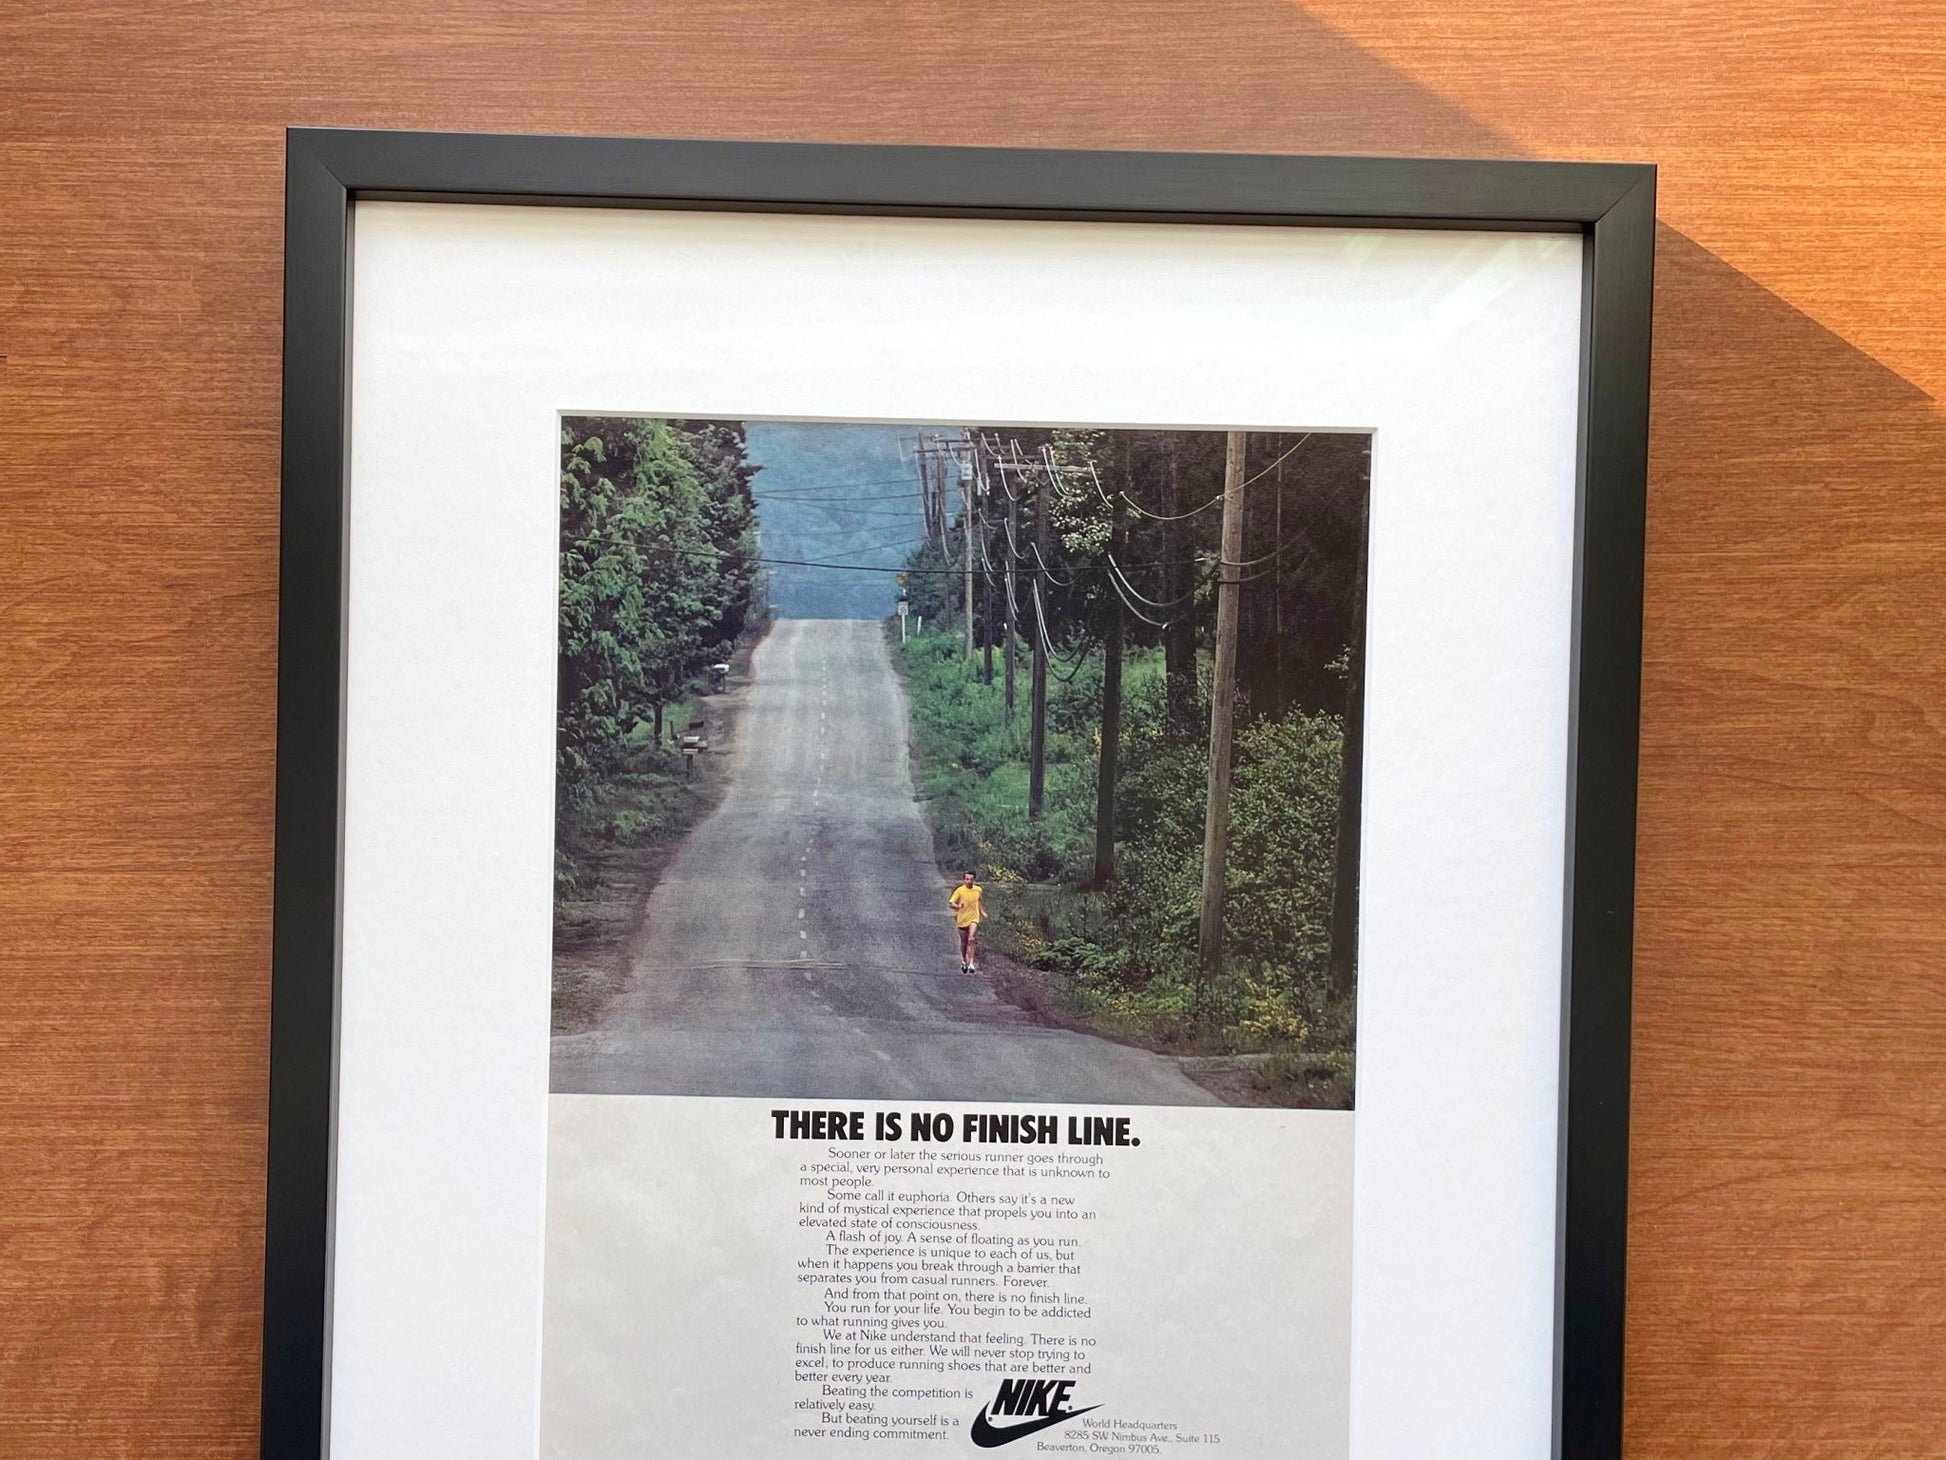 THERE IS NO FINISH LINE.
Sooner or later the serious runner goes through
a special, very personal experience that is unknown to
most people.
Some call it euphoria. Others say it's a new
kind of mystical experience that propels you into an
elevated state of consciousness.
A flash of joy. A sense of floating as you run.
The experience is unique to each of us, but
when it happens you break through a barrier that
separates you from casual runners. Forever.
And from that point on, there is no finish line.
You run for your life. You begin to be addicted
to what running gives you.
We at Nike understand that feeling. There is no
finish line for us either. We will never stop trying to
excel, to produce running shoes that are better and
better every year.
Beating the competition is
relatively easy.
But beating yourself is a
never ending commitment.
NIKE
World Headquarters
8285 SW Nimbus Ave., Suite 115
Beaverton, Oregon 97005.